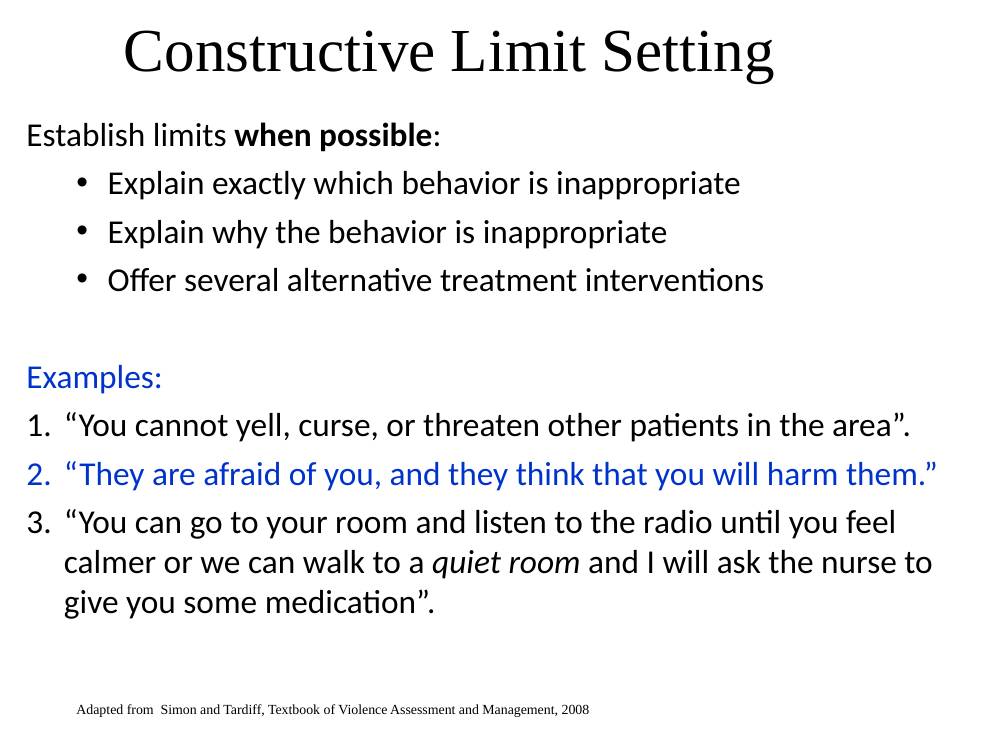 Constructive Limit Setting
Establish limits when possible:
• Explain exactly which behavior is inappropriate
• Explain why the behavior is inappropriate
• Offer several alternative treatment interventions
Examples:
1. “You cannot yell, curse, or threaten other patients in the area”.
2. “They are afraid of you, and they think that you will harm them.”
3. “You can go to your room and listen to the radio until you feel
calmer or we can walk to a quiet room and I will ask the nurse to
give you some medication”.
Adapted from  Simon and Tardiff, Textbook of Violence Assessment and Management, 2008